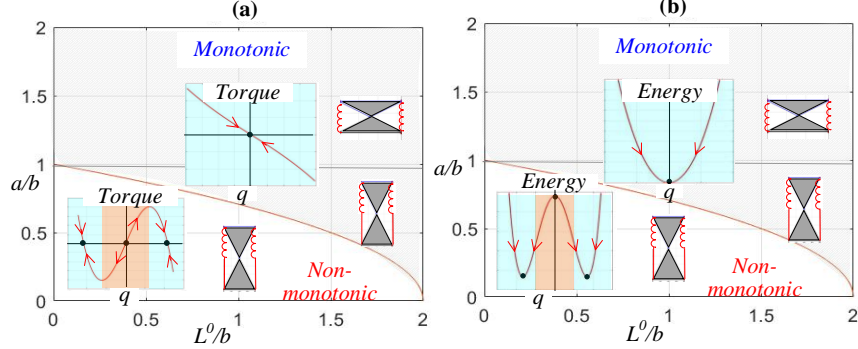 (a)
2
1.5
1
0.5
0
a/b
Monotonic
Torque
q
Torque
q
Non-
monotonic
0
0.5
1
1.5
2
L⁰/b
(b)
2
1.5
1
0.5
0
a/b
Monotonic
Energy
q
Energy
q
Non-
monotonic
0
0.5
1
1.5
2
L⁰/b